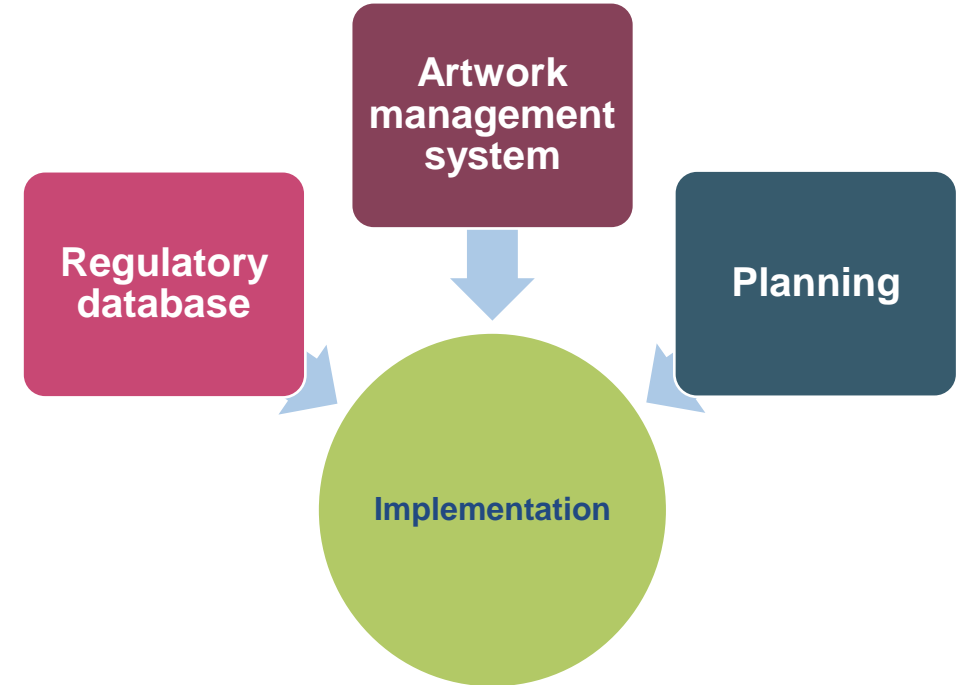 Artwork
management
system
Regulatory
database
Planning
Implementation